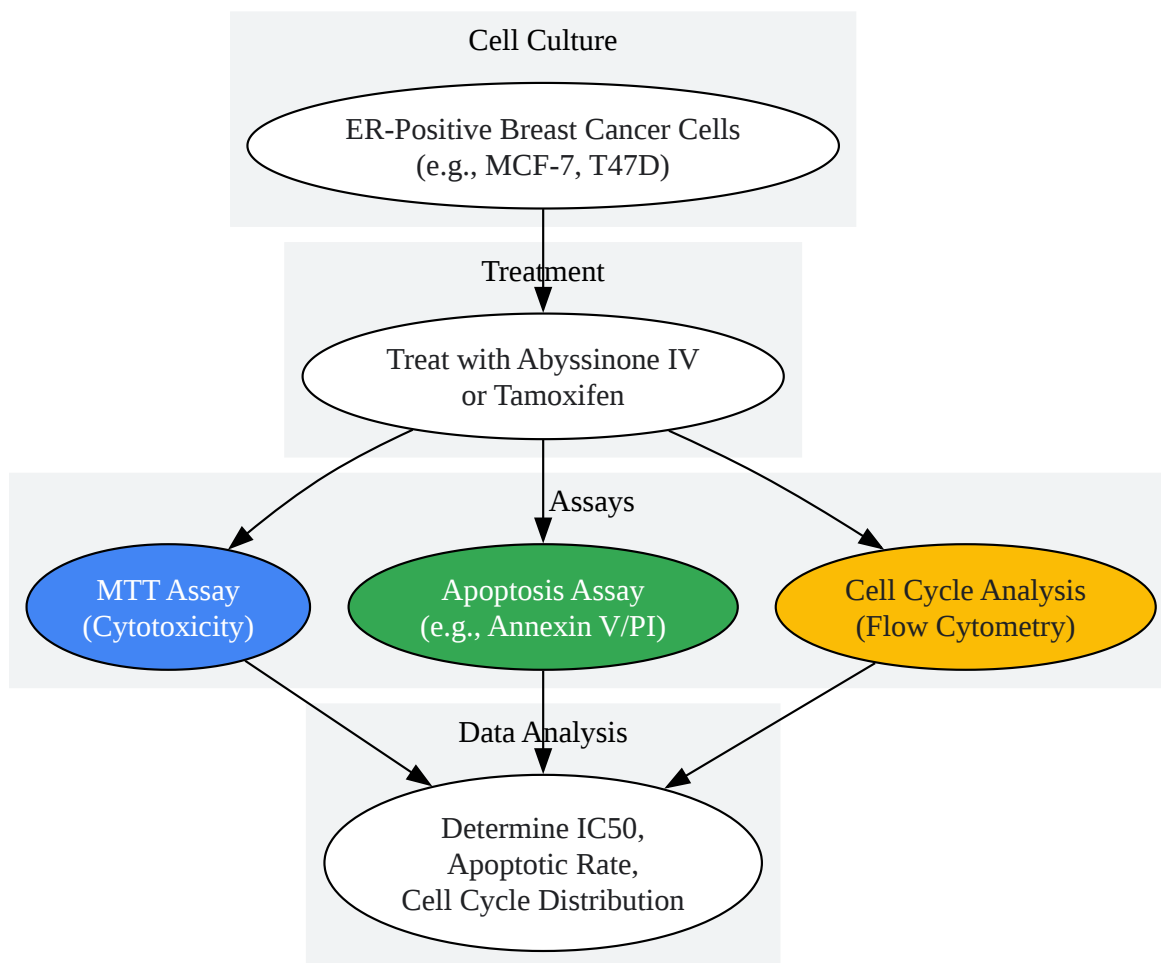 Cell Culture
ER-Positive Breast Cancer Cells
(e.g., MCF-7, T47D)
Treatment
Treat with Abyssinone IV
or Tamoxifen
Assays
MTT Assay
(Cytotoxicity)
Apoptosis Assay
(e.g., Annexin V/PI)
Cell Cycle Analysis
(Flow Cytometry)
Data Analysis
Determine IC50,
Apoptotic Rate,
Cell Cycle Distribution